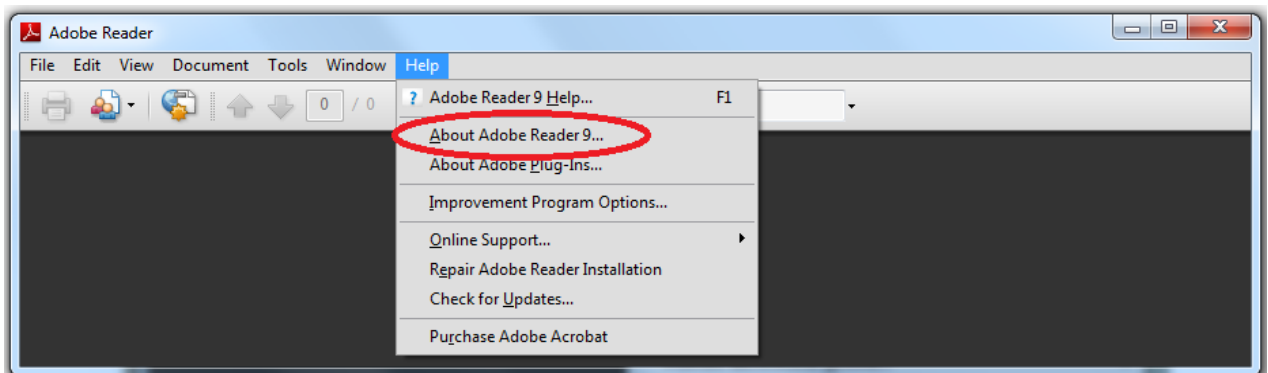 Adobe Reader
File Edit View Document Tools Window Help
0 / 0
? Adobe Reader 9 Help... F1
About Adobe Reader 9...
About Adobe Plug-Ins...
Improvement Program Options...
Online Support...
Repair Adobe Reader Installation
Check for Updates...
Purchase Adobe Acrobat